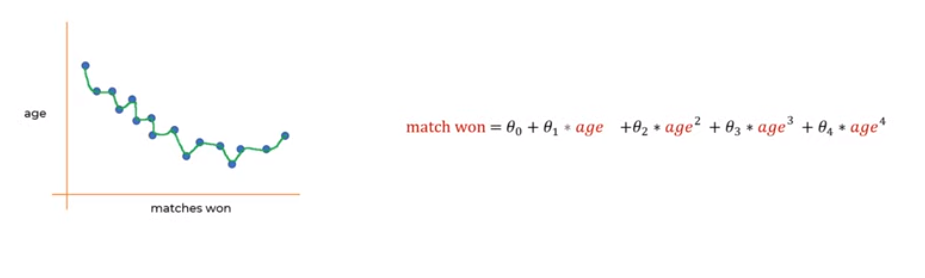 age
matches won
match won = θ₀ + θ₁ * age +θ₂ * age² + θ₃ * age³ + θ₄ * age⁴